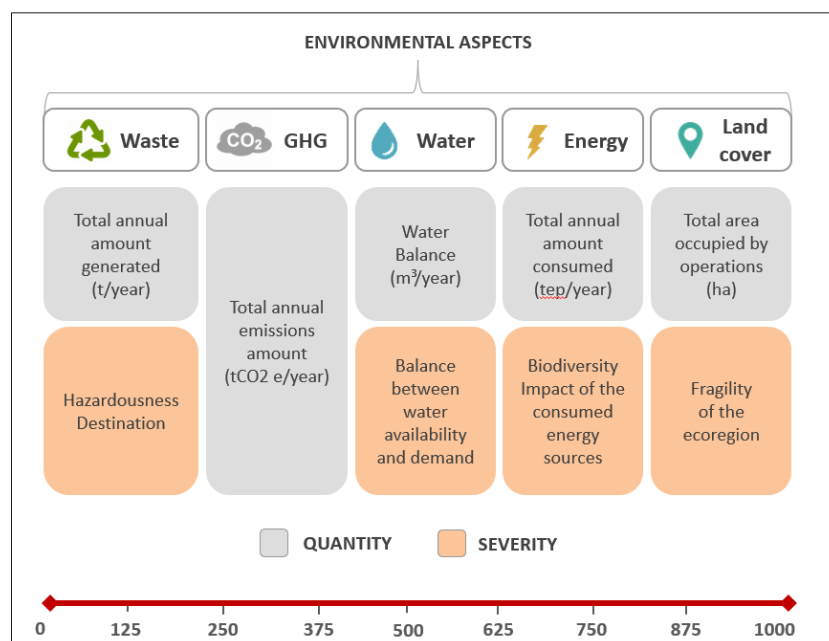 ENVIRONMENTAL ASPECTS
Waste
CO₂ GHG
Water
Energy
Land
cover
Total annual
amount
generated
(t/year)
Total annual
emissions
amount
(tCO2 e/year)
Water
Balance
(m³/year)
Total annual
amount
consumed
(tep/year)
Total area
occupied by
operations
(ha)
Hazardousness
Destination
Balance
between
water
availability
and demand
Biodiversity
Impact of the
consumed
energy
sources
Fragility
of the
ecoregion
QUANTITY
SEVERITY
0 125 250 375 500 625 750 875 1000